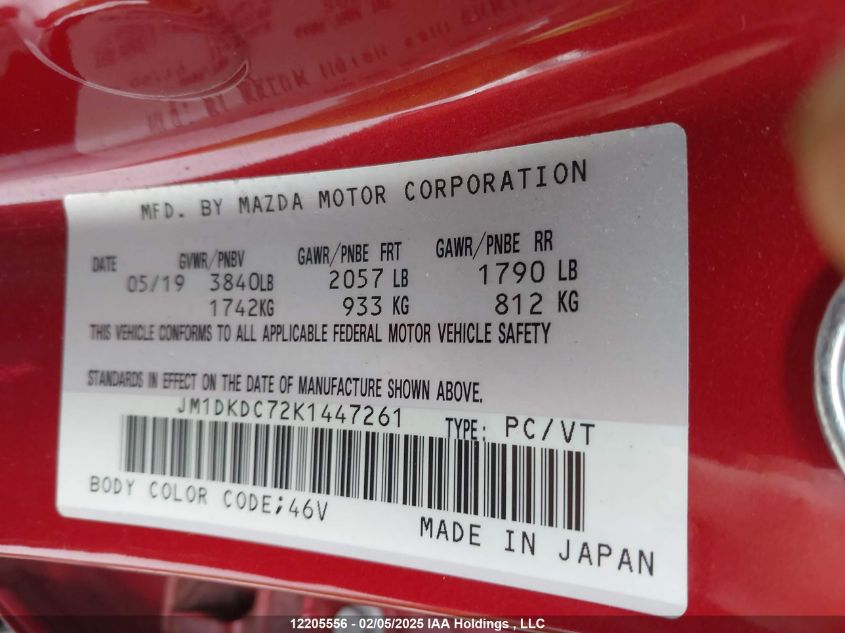 MFD. BY MAZDA MOTOR CORPORATION
DATE GVWR/PNBV GAWR/PNBE FRT GAWR/PNBE RR
05/19 3840LB 2057 LB 1790 LB
1742KG 933 KG 812 KG
THIS VEHICLE CONFORMS TO ALL APPLICABLE FEDERAL MOTOR VEHICLE SAFETY
STANDARDS IN EFFECT ON THE DATE OF MANUFACTURE SHOWN ABOVE.
JM1DKDC72K1447261 TYPE: PC/VT
BODY COLOR CODE;46V
MADE IN JAPAN
12205556 - 02/05/2025 IAA Holdings , LLC